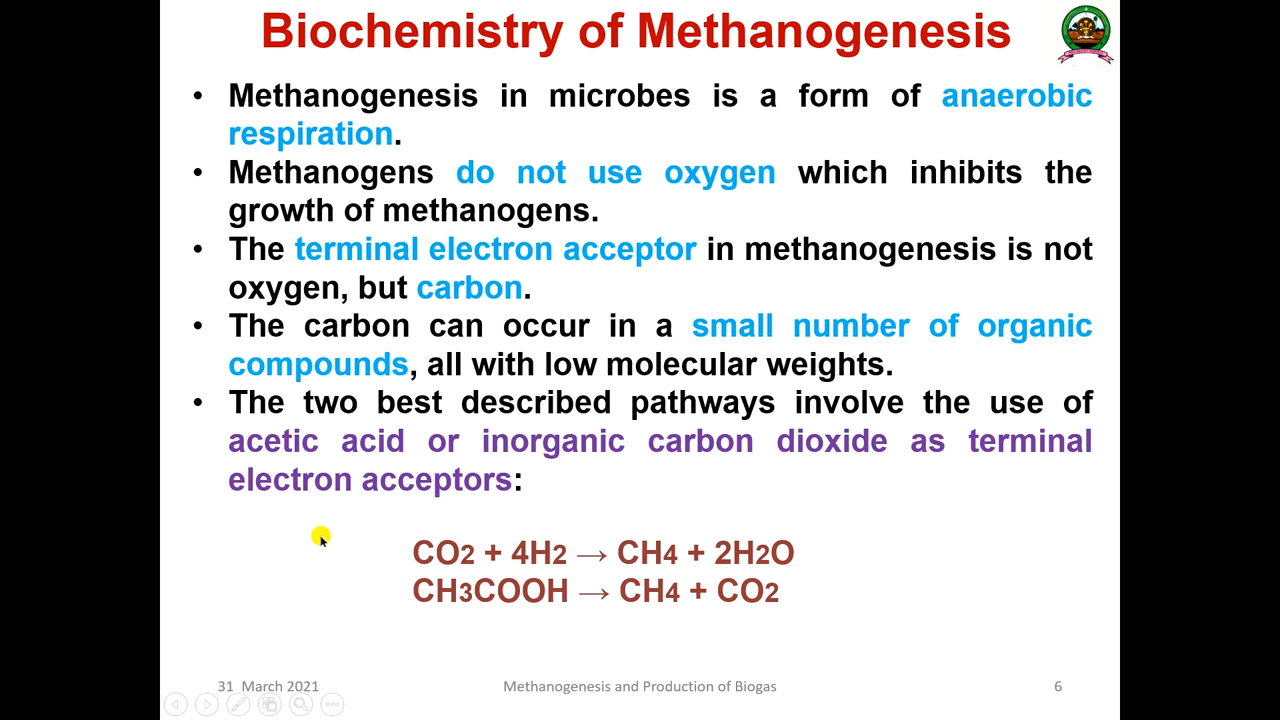 Biochemistry of Methanogenesis
• Methanogenesis in microbes is a form of anaerobic
respiration.
• Methanogens do not use oxygen which inhibits the
growth of methanogens.
• The terminal electron acceptor in methanogenesis is not
oxygen, but carbon.
• The carbon can occur in a small number of organic
compounds, all with low molecular weights.
• The two best described pathways involve the use of
acetic acid or inorganic carbon dioxide as terminal
electron acceptors:
CO2 + 4H2 → CH4 + 2H2O
CH3COOH → CH4 + CO2
31 March 2021
Methanogenesis and Production of Biogas
6